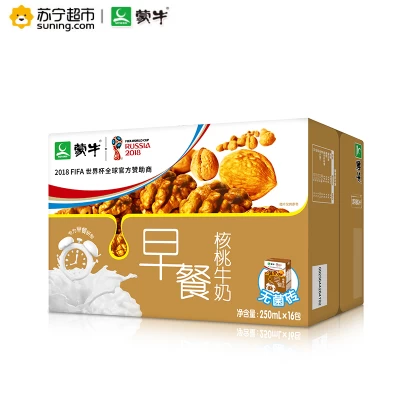 苏宁超市
suning.com
蒙牛
蒙牛
FIFA WORLD CUP
RUSSIA
2018
2018 FIFA 世界杯全球官方赞助商
早餐
核桃牛奶
无菌砖
净含量：250mL×16包